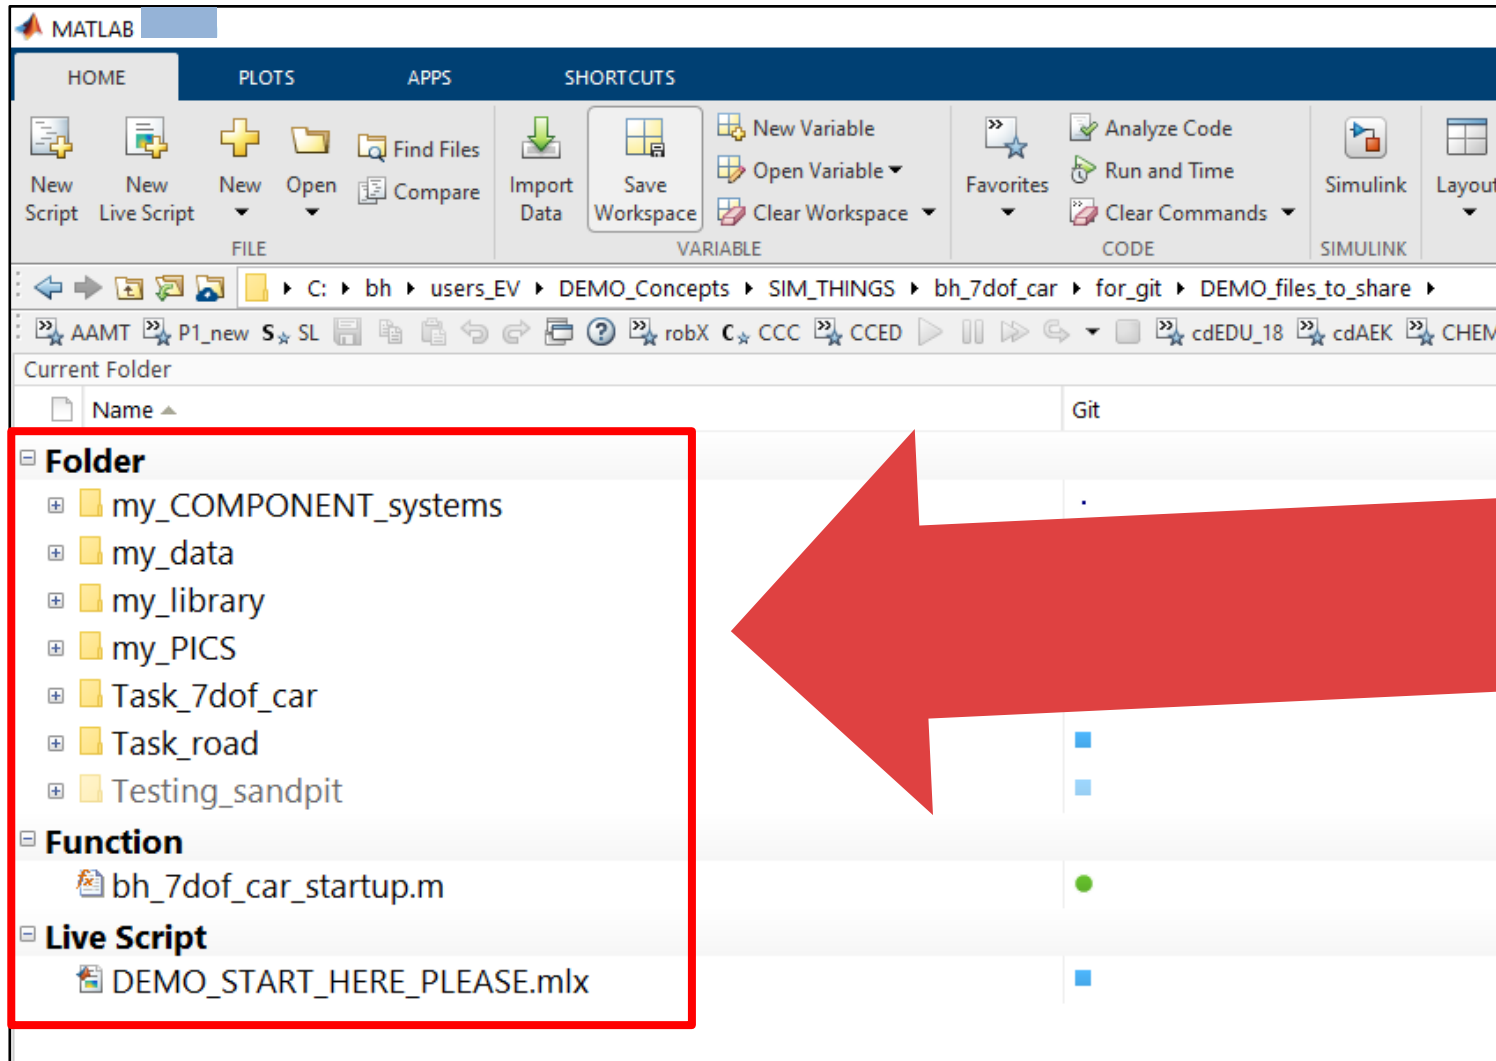 MATLAB
HOME PLOTS APPS SHORTCUTS
New Script
New Live Script
New
Open
Find Files
Compare
FILE
Import Data
Save Workspace
New Variable
Open Variable
Clear Workspace
VARIABLE
Favorites
Analyze Code
Run and Time
Clear Commands
CODE
Simulink
SIMULINK
Layout
C: bh users_EV DEMO_Concepts SIM_THINGS bh_7dof_car for_git DEMO_files_to_share
AAMT P1_new S SL robX C CCC CCED cdEDU_18 cdAEK CHEM
Current Folder
Name Git
Folder
my_COMPONENT_systems
my_data
my_library
my_PICS
Task_7dof_car
Task_road
Testing_sandpit
Function
bh_7dof_car_startup.m
Live Script
DEMO_START_HERE_PLEASE.mlx